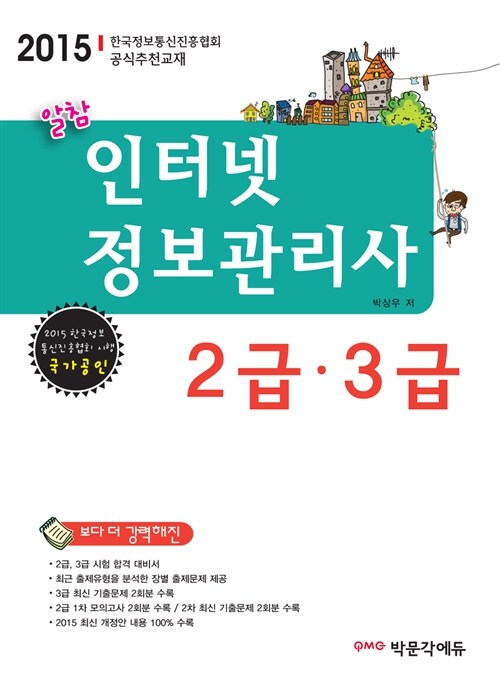 2015 한국정보통신진흥협회
공식추천교재
알참
인터넷
정보관리사
박상우 저
2015 한국정보
통신진흥협회 시행
국가공인
2급·3급
보다 더 강력해진
• 2급, 3급 시험 합격 대비서
• 최근 출제유형을 분석한 장별 출제문제 제공
• 3급 최신 기출문제 2회분 수록
• 2급 1차 모의고사 2회분 수록 / 2차 최신 기출문제 2회분 수록
• 2015 최신 개정안 내용 100% 수록
PMG 박문각에듀